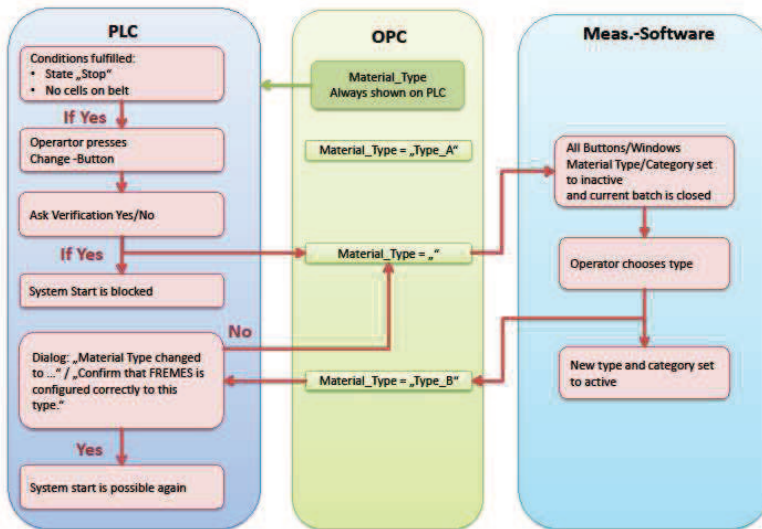 PLC
Conditions fulfilled:
• State „Stop“
• No cells on belt
If Yes
Operartor presses
Change -Button
Ask Verification Yes/No
If Yes
System Start is blocked
No
Dialog: „Material Type changed
to ...“ / „Confirm that FREMES is
configured correctly to this
type.“
Yes
System start is possible again
OPC
Material_Type
Always shown on PLC
Material_Type = „Type_A“
Material_Type = „“
Material_Type = „Type_B“
Meas.-Software
All Buttons/Windows
Material Type/Category set
to inactive
and current batch is closed
Operator chooses type
New type and category set
to active